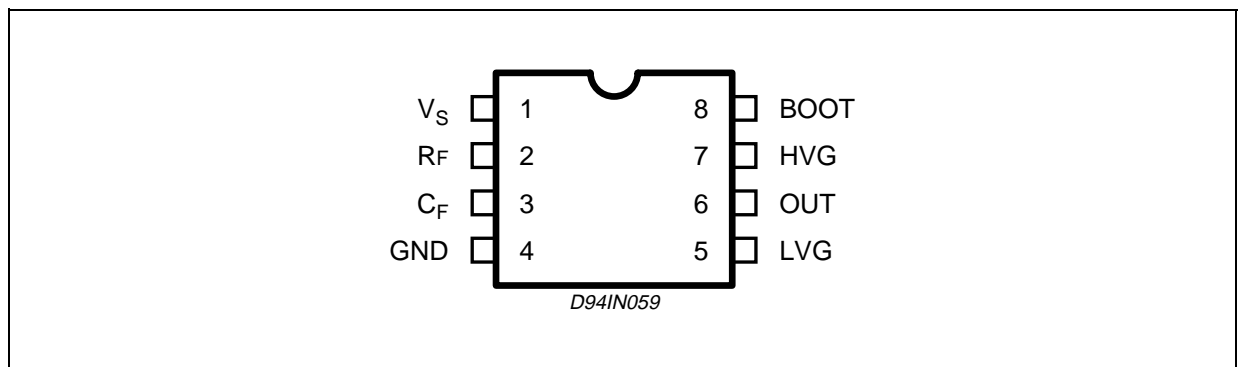 V_S 1 8 BOOT
RF 2 7 HVG
C_F 3 6 OUT
GND 4 5 LVG
D94IN059